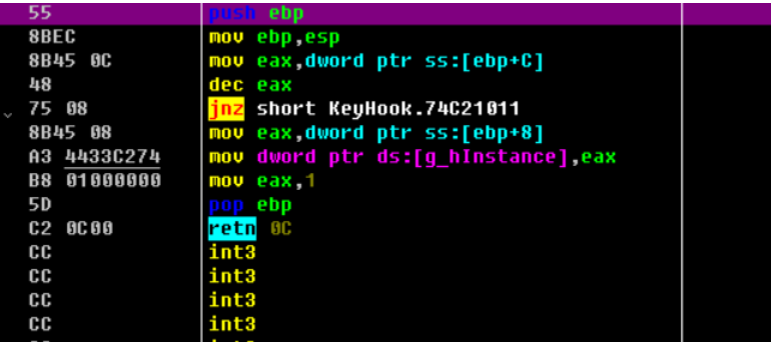 55 push ebp
8BEC mov ebp,esp
8B45 0C mov eax,dword ptr ss:[ebp+C]
48 dec eax
75 08 jnz short KeyHook.74C21011
8B45 08 mov eax,dword ptr ss:[ebp+8]
A3 4433C274 mov dword ptr ds:[g_hInstance],eax
B8 01000000 mov eax,1
5D pop ebp
C2 0C00 retn 0C
CC int3
CC int3
CC int3
CC int3